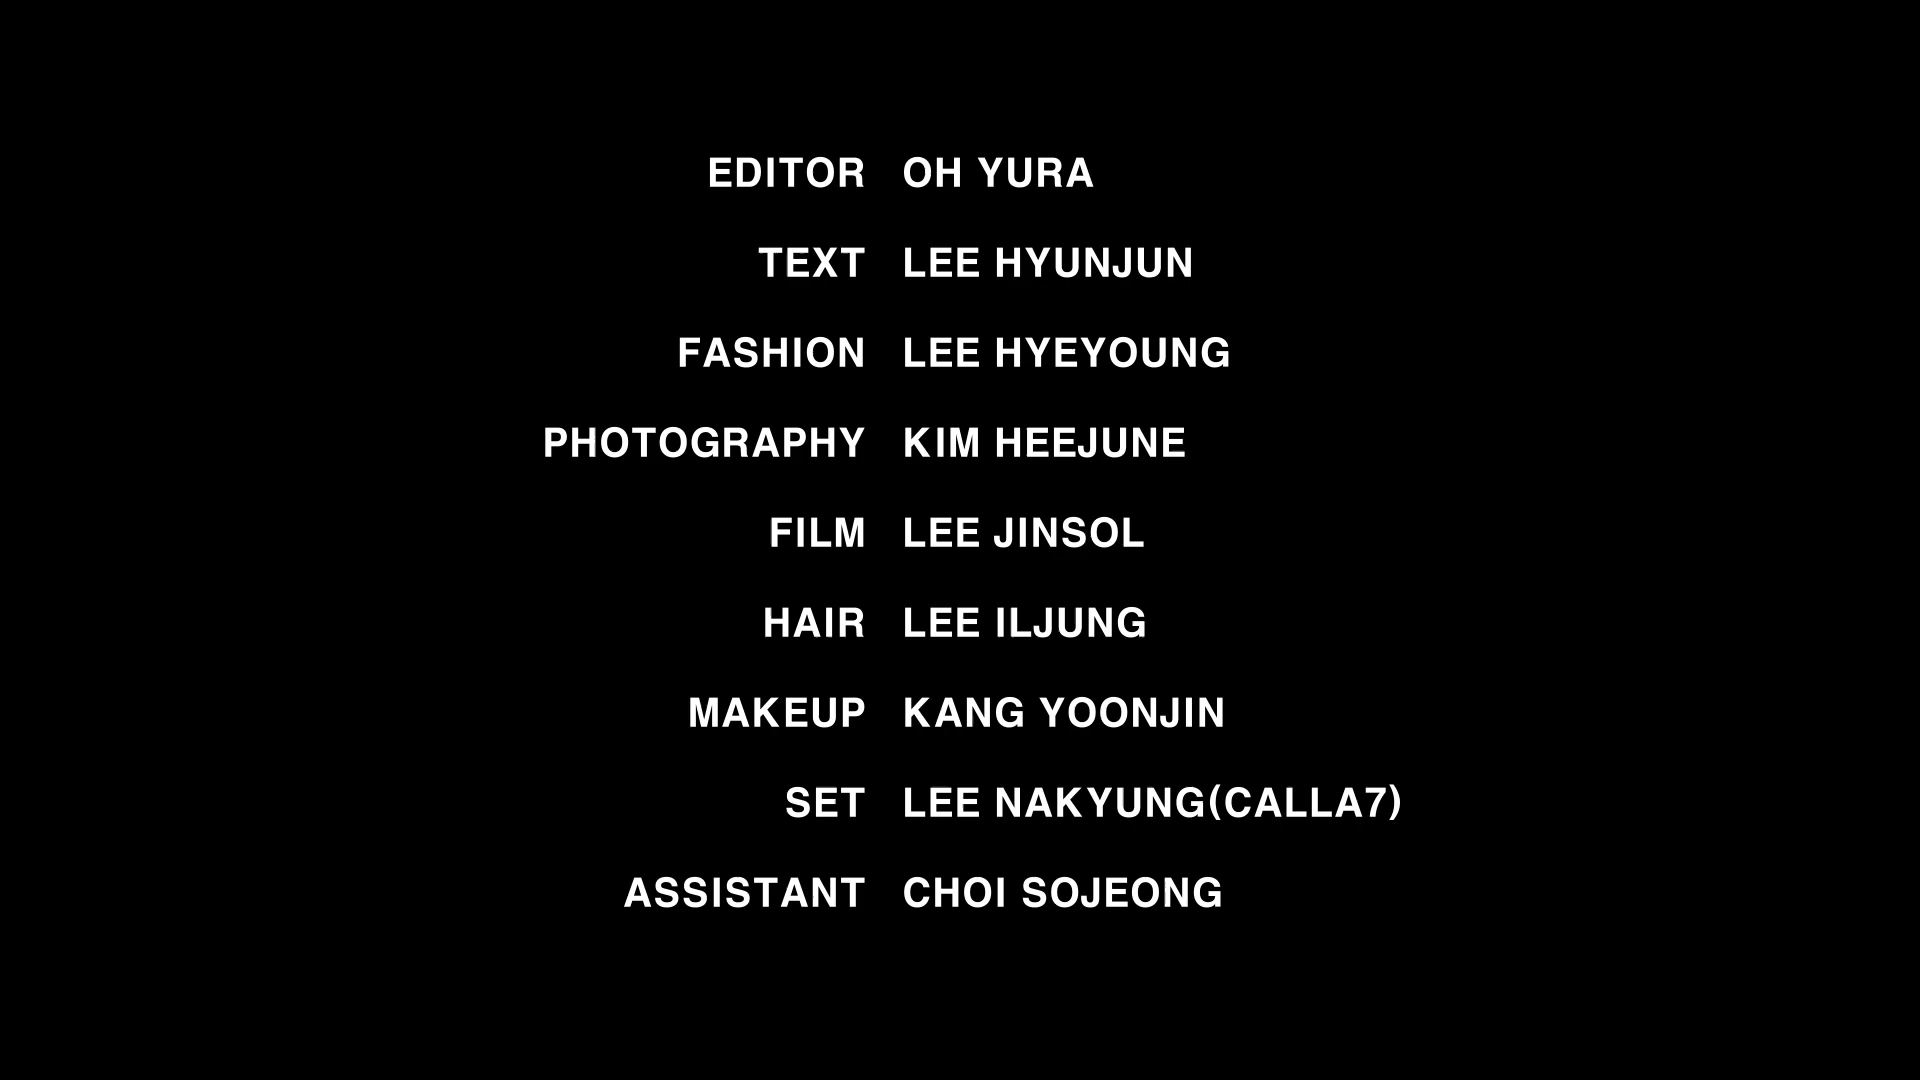 EDITOR OH YURA
TEXT LEE HYUNJUN
FASHION LEE HYEYOUNG
PHOTOGRAPHY KIM HEEJUNE
FILM LEE JINSOL
HAIR LEE ILJUNG
MAKEUP KANG YOONJIN
SET LEE NAKYUNG(CALLA7)
ASSISTANT CHOI SOJEONG